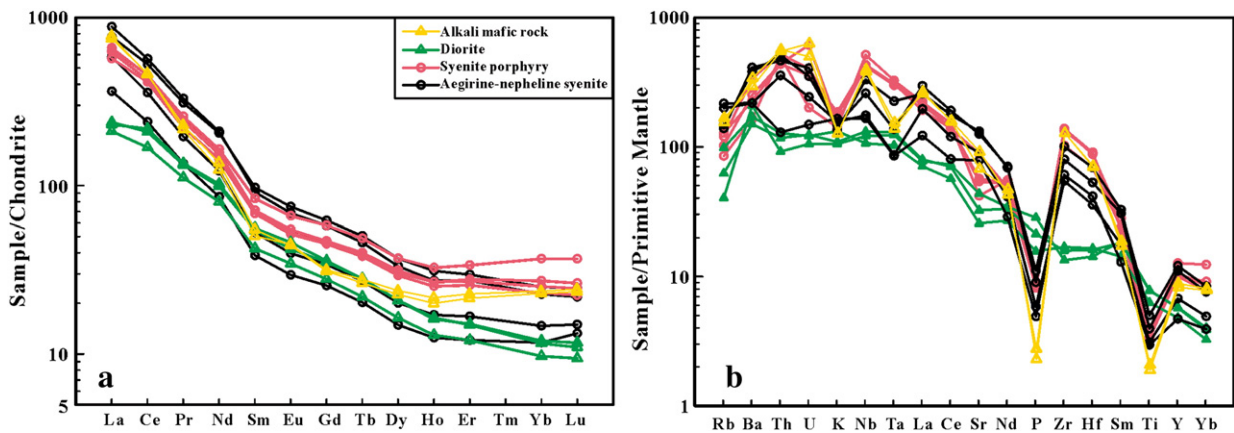 1000
100
10
5
Sample/Chondrite
Alkali mafic rock
Diorite
Syenite porphyry
Aegirine-nepheline syenite
a
La Ce Pr Nd Sm Eu Gd Tb Dy Ho Er Tm Yb Lu
1000
100
10
1
Sample/Primitive Mantle
b
Rb Ba Th U K Nb Ta La Ce Sr Nd P Zr Hf Sm Ti Y Yb